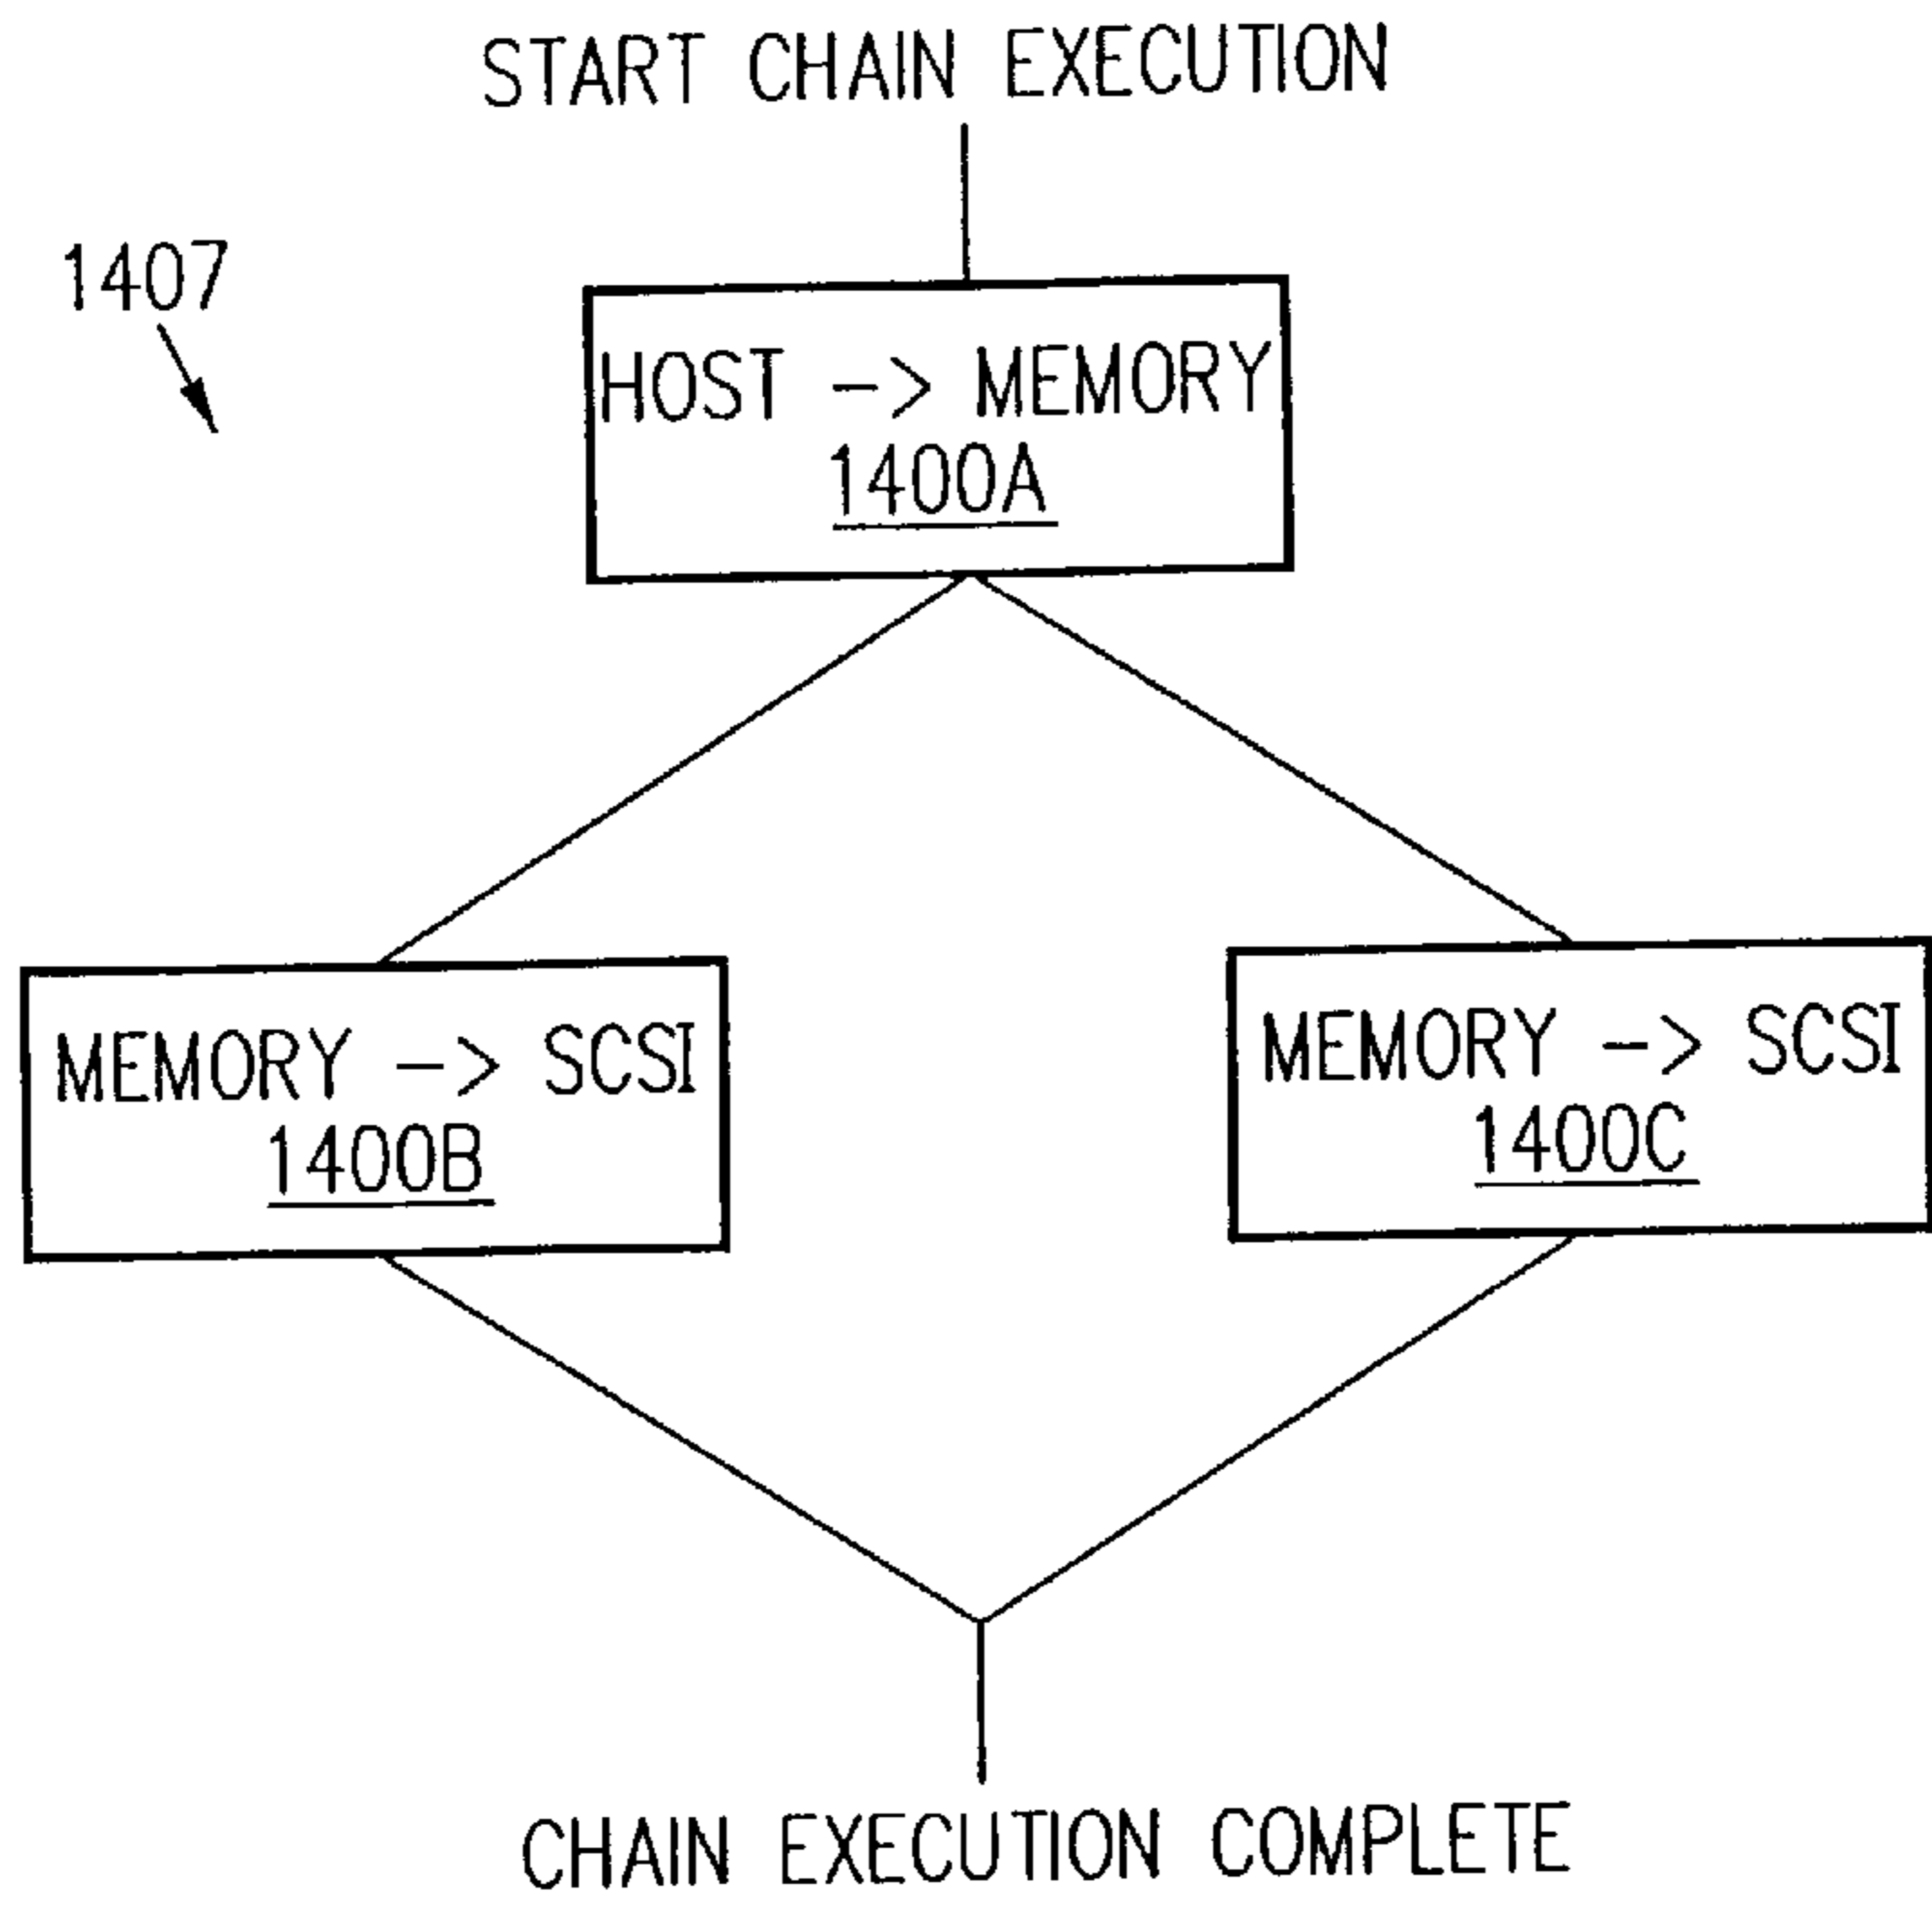 START CHAIN EXECUTION
1407
HOST -> MEMORY
1400A
MEMORY -> SCSI
1400B
MEMORY -> SCSI
1400C
CHAIN EXECUTION COMPLETE